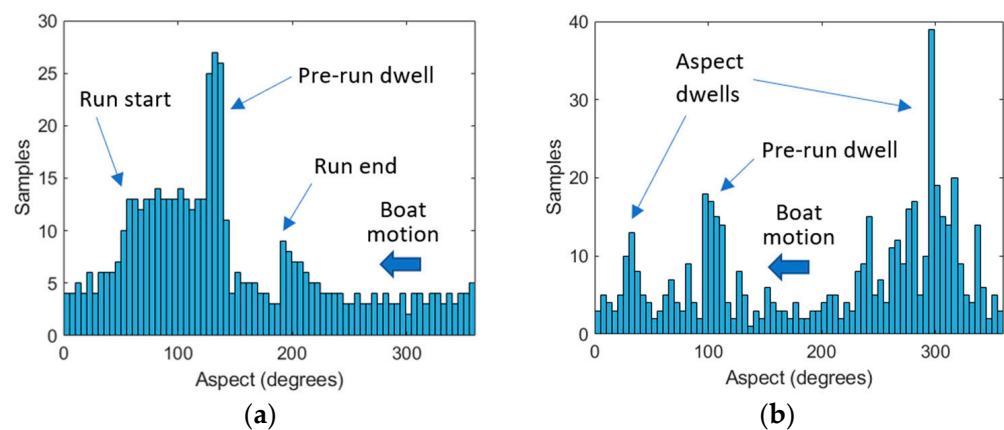 30
25
20
15
10
5
0
Samples
Run start
Pre-run dwell
Run end
Boat
motion
0 100 200 300
Aspect (degrees)
(a)
40
30
20
10
0
Samples
Aspect
dwells
Pre-run dwell
Boat
motion
0 100 200 300
Aspect (degrees)
(b)